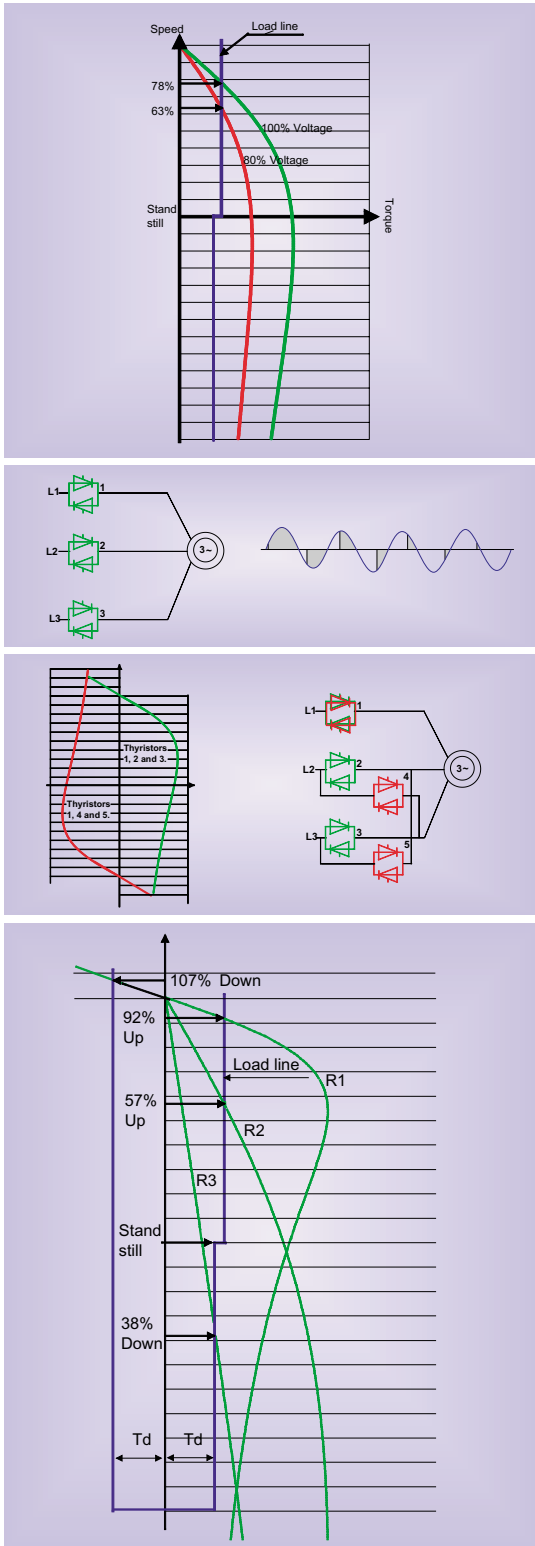 Speed
Load line
78%
63%
100% Voltage
80% Voltage
Stand
still
Torque
L1
1
L2
2
3~
L3
3
Thyristors
1, 2 and 3.
Thyristors
1, 4 and 5.
L1
1
L2
2
4
3~
L3
3
5
107% Down
92%
Up
Load line
R1
57%
Up
R2
R3
Stand
still
38%
Down
Td
Td